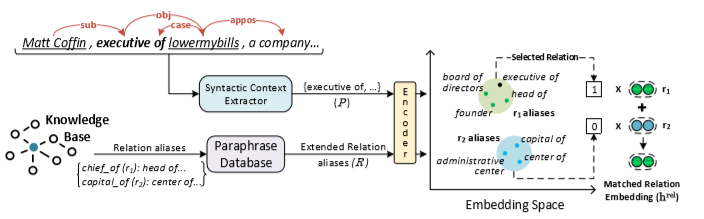 sub
obj
case
appos
Matt Coffin , executive of lowermybills , a company...
Syntactic Context
Extractor
{executive of, ...}
(P)
Encoder
Knowledge
Base
Relation aliases
{ chief_of (r₁): head of...
capital_of (r₂): center of... }
Paraphrase
Database
Extended Relation
aliases (R)
Selected Relation
board of
directors
executive of
head of
founder
r₁ aliases
r₂ aliases
capital of
center of
administrative
center
Embedding Space
1
x
r₁
+
0
x
r₂
Matched Relation
Embedding (hʳᵉˡ)